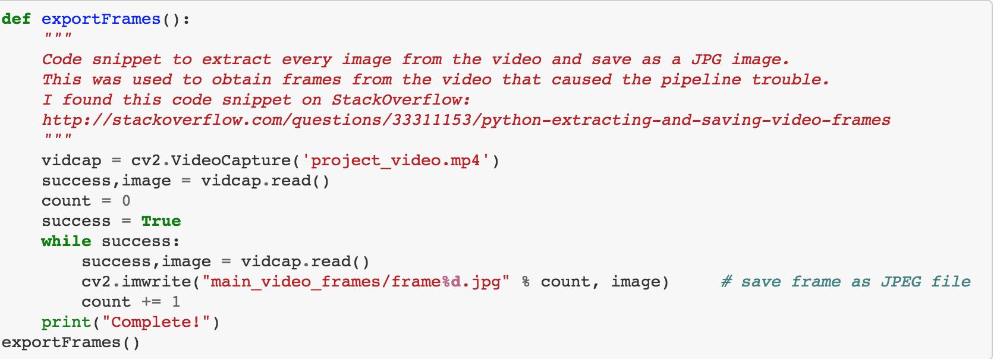 def exportFrames():
    """
    Code snippet to extract every image from the video and save as a JPG image.
    This was used to obtain frames from the video that caused the pipeline trouble.
    I found this code snippet on StackOverflow:
    http://stackoverflow.com/questions/33311153/python-extracting-and-saving-video-frames
    """
    vidcap = cv2.VideoCapture('project_video.mp4')
    success,image = vidcap.read()
    count = 0
    success = True
    while success:
        success,image = vidcap.read()
        cv2.imwrite("main_video_frames/frame%d.jpg" % count, image)     # save frame as JPEG file
        count += 1
    print("Complete!")
exportFrames()